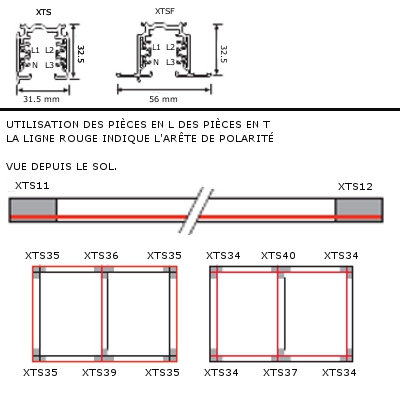 XTS XTSF
L1 L2 32.5 L1 L2 32.5
N L3 N L3
31.5 mm 56 mm
UTILISATION DES PIÈCES EN L DES PIÈCES EN T
LA LIGNE ROUGE INDIQUE L'ARÊTE DE POLARITÉ
VUE DEPUIS LE SOL.
XTS11 XTS12
XTS35 XTS36 XTS35 XTS34 XTS40 XTS34
XTS35 XTS39 XTS35 XTS34 XTS37 XTS34